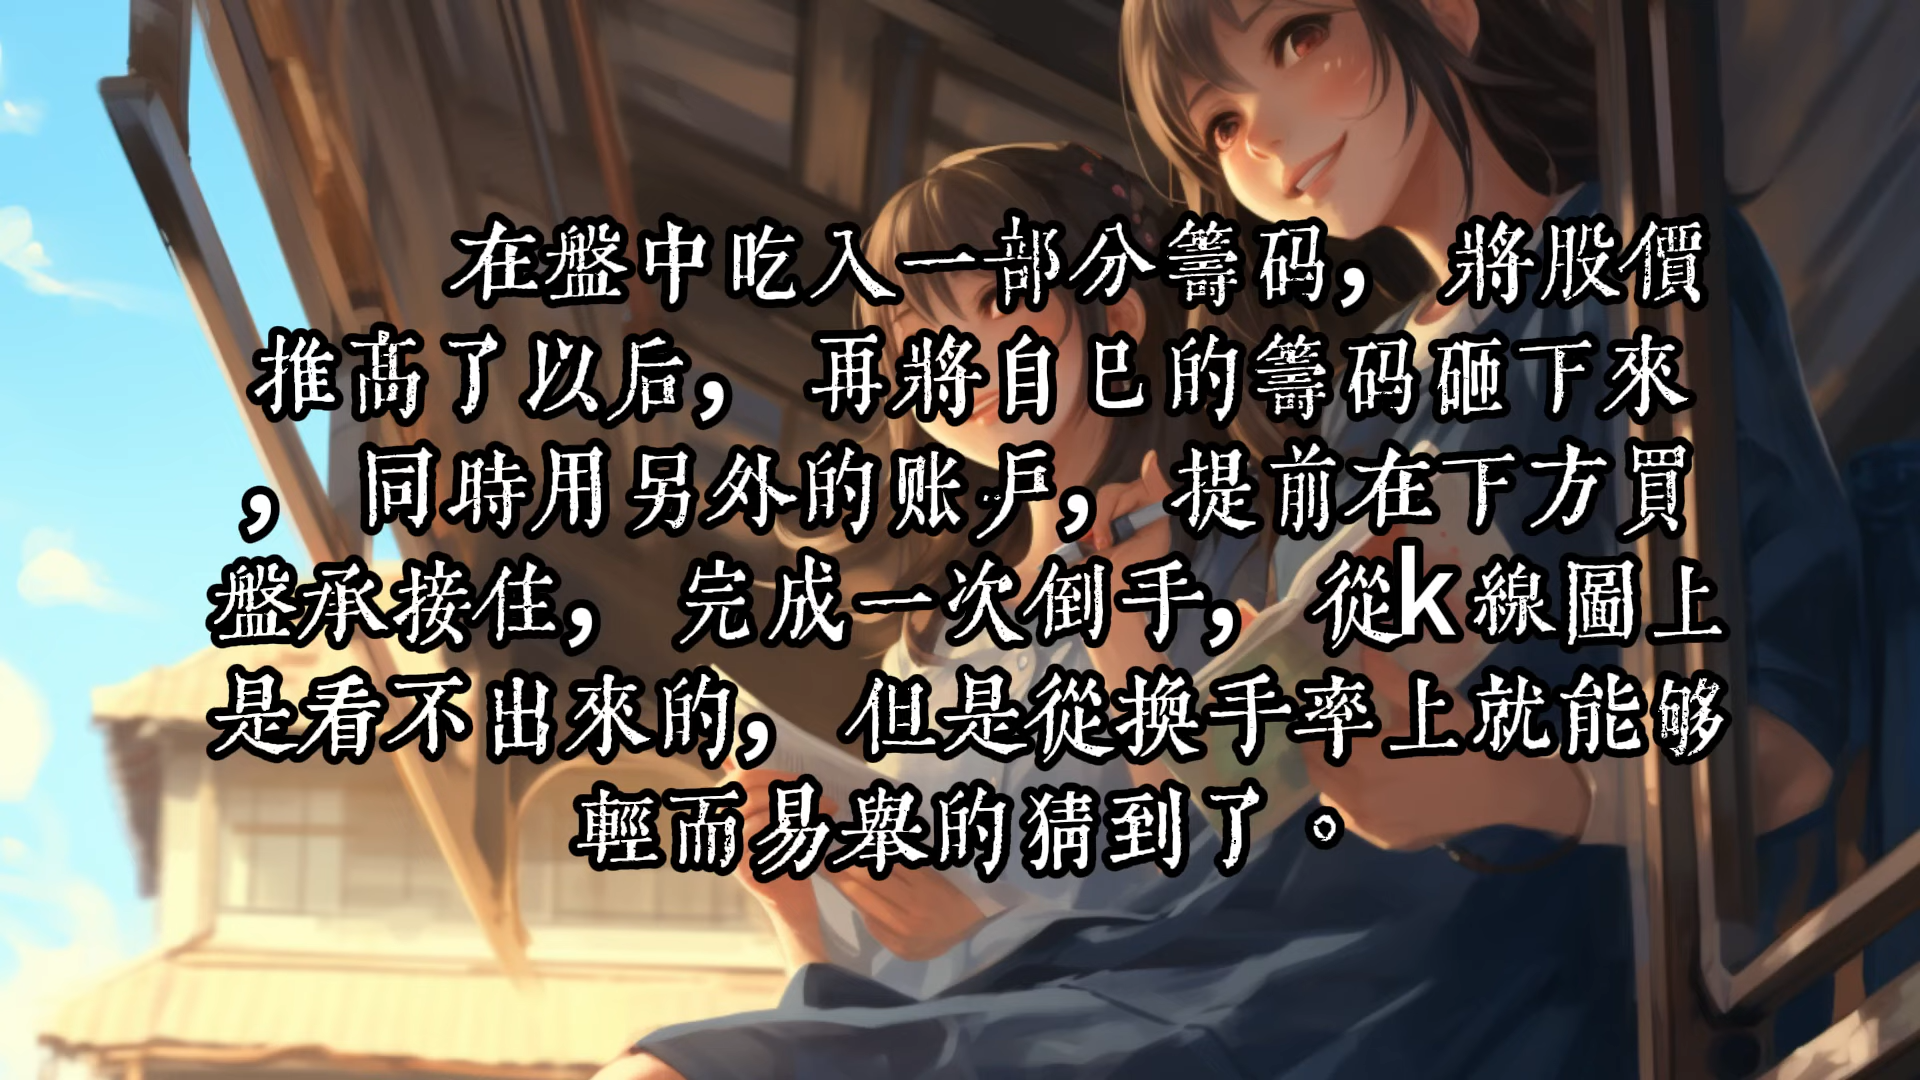 在盤中吃入一部分籌码，將股價
推高了以后，再將自己的籌码砸下來
，同時用另外的账戶，提前在下方買
盤承接住，完成一次倒手，從k線圖上
是看不出來的，但是從換手率上就能够
輕而易舉的猜到了。